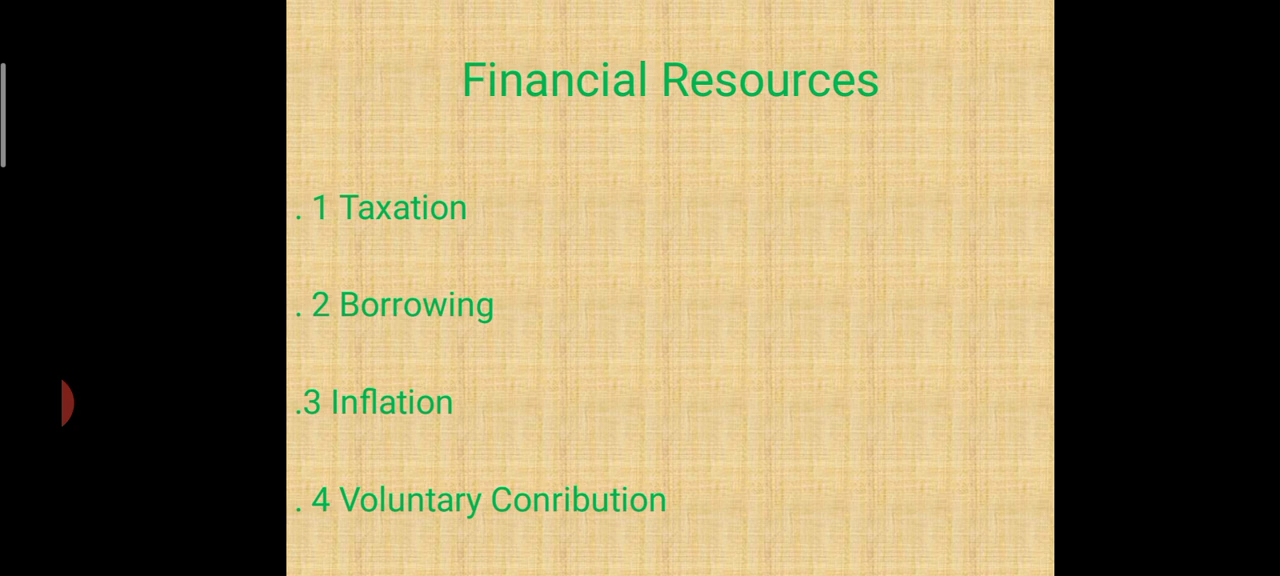 Financial Resources
. 1 Taxation
. 2 Borrowing
.3 Inflation
. 4 Voluntary Conribution